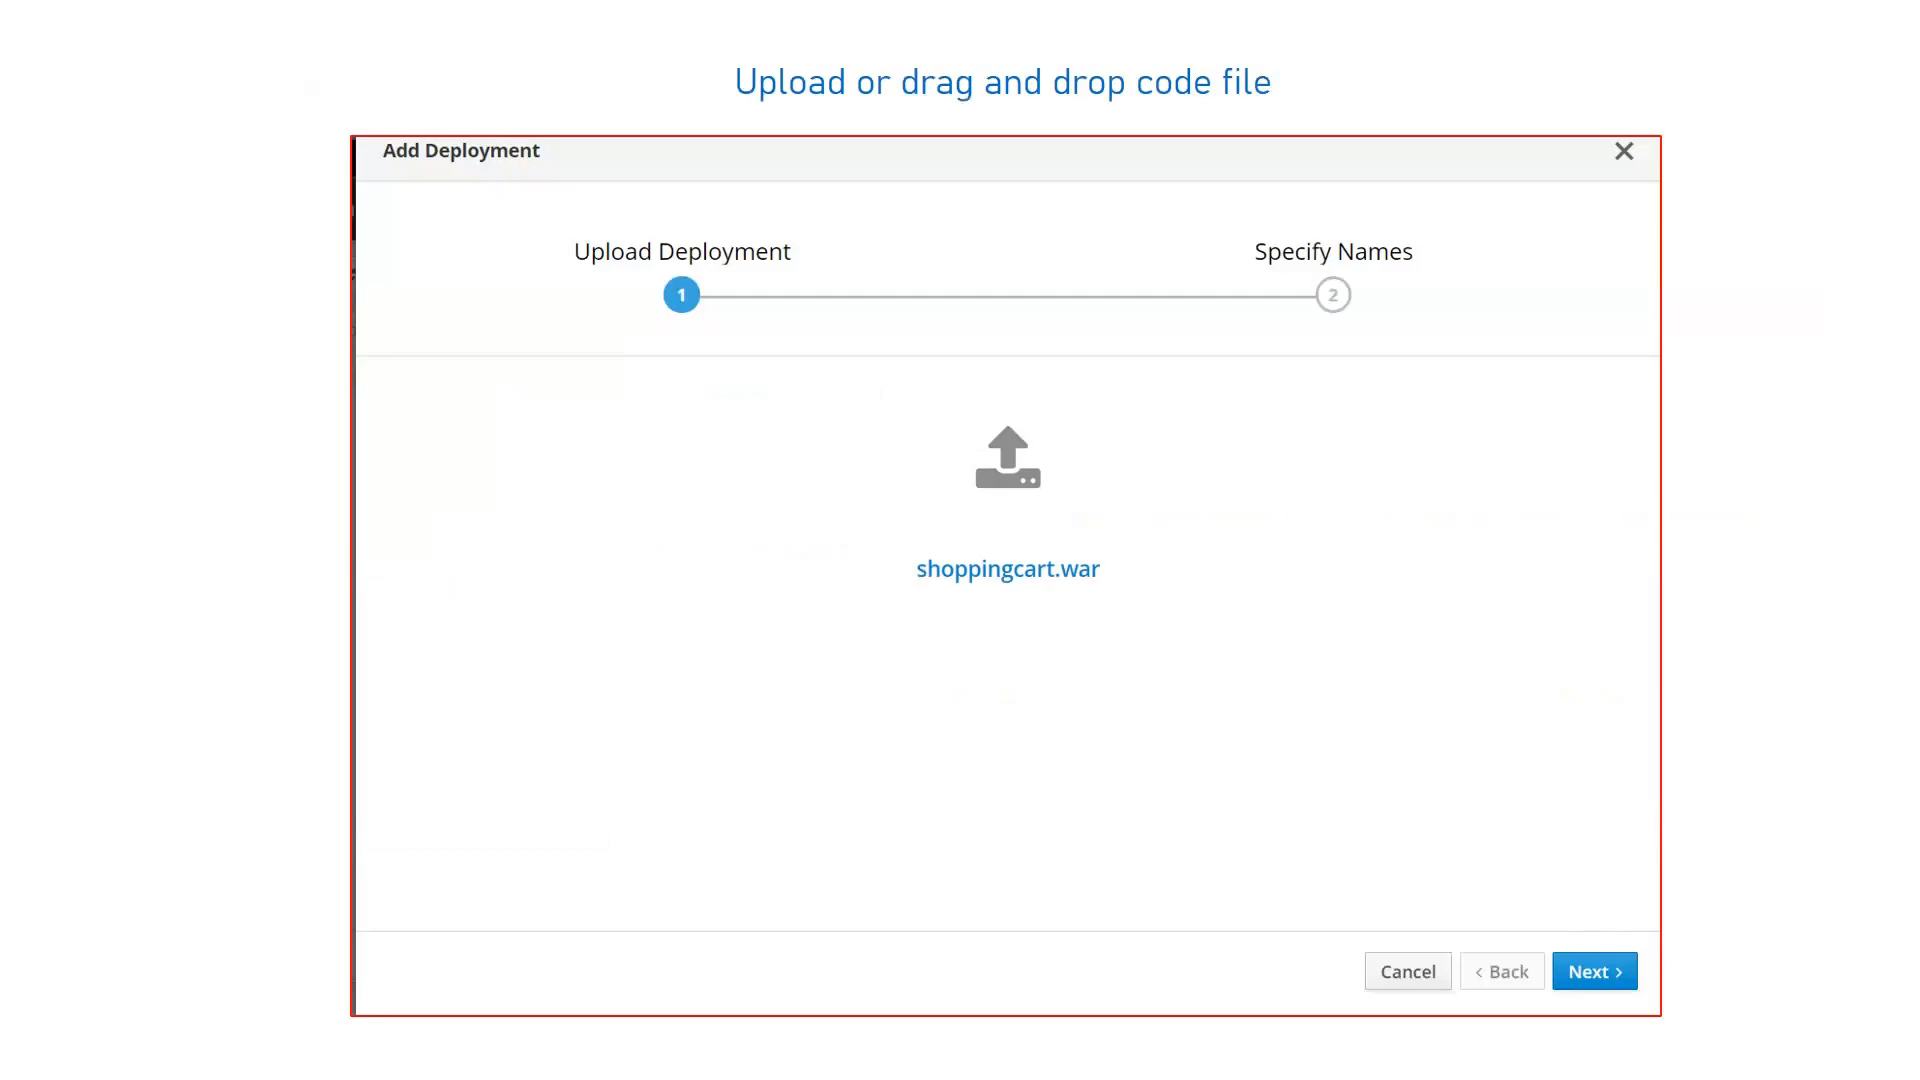 Upload or drag and drop code file
Add Deployment
Upload Deployment
Specify Names
1
2
shoppingcart.war
Cancel
‹ Back
Next ›